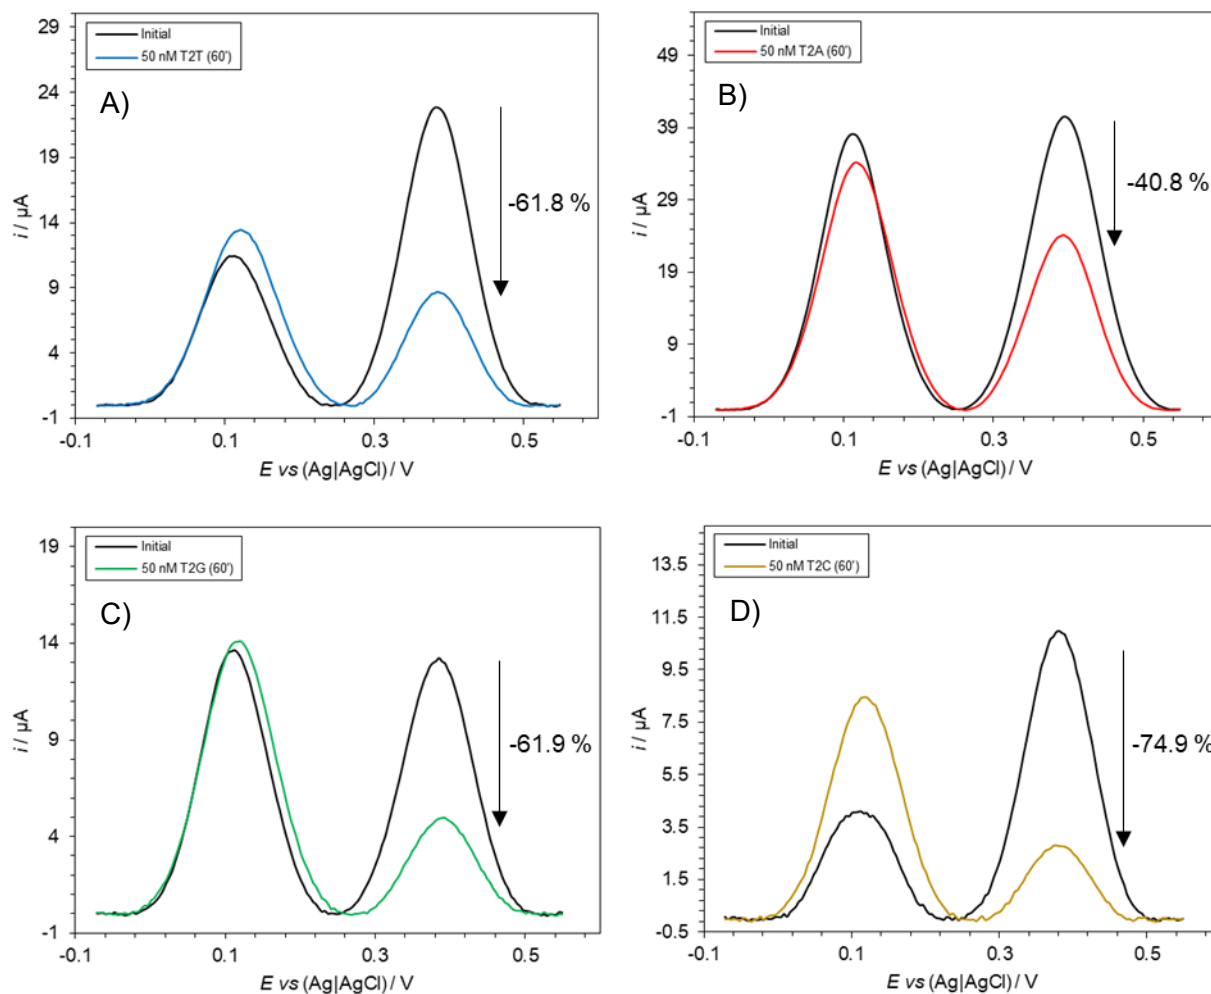 Initial
50 nM T2T (60')
A)
29
24
19
14
9
4
-1
i / µA
-61.8 %
-0.1
0.1
0.3
0.5
E vs (Ag|AgCl) / V
Initial
50 nM T2A (60')
B)
49
39
29
19
9
-1
i / µA
-40.8 %
-0.1
0.1
0.3
0.5
E vs (Ag|AgCl) / V
Initial
50 nM T2G (60')
C)
19
14
9
4
-1
i / µA
-61.9 %
-0.1
0.1
0.3
0.5
E vs (Ag|AgCl) / V
Initial
50 nM T2C (60')
D)
13.5
11.5
9.5
7.5
5.5
3.5
1.5
-0.5
i / µA
-74.9 %
-0.1
0.1
0.3
0.5
E vs (Ag|AgCl) / V